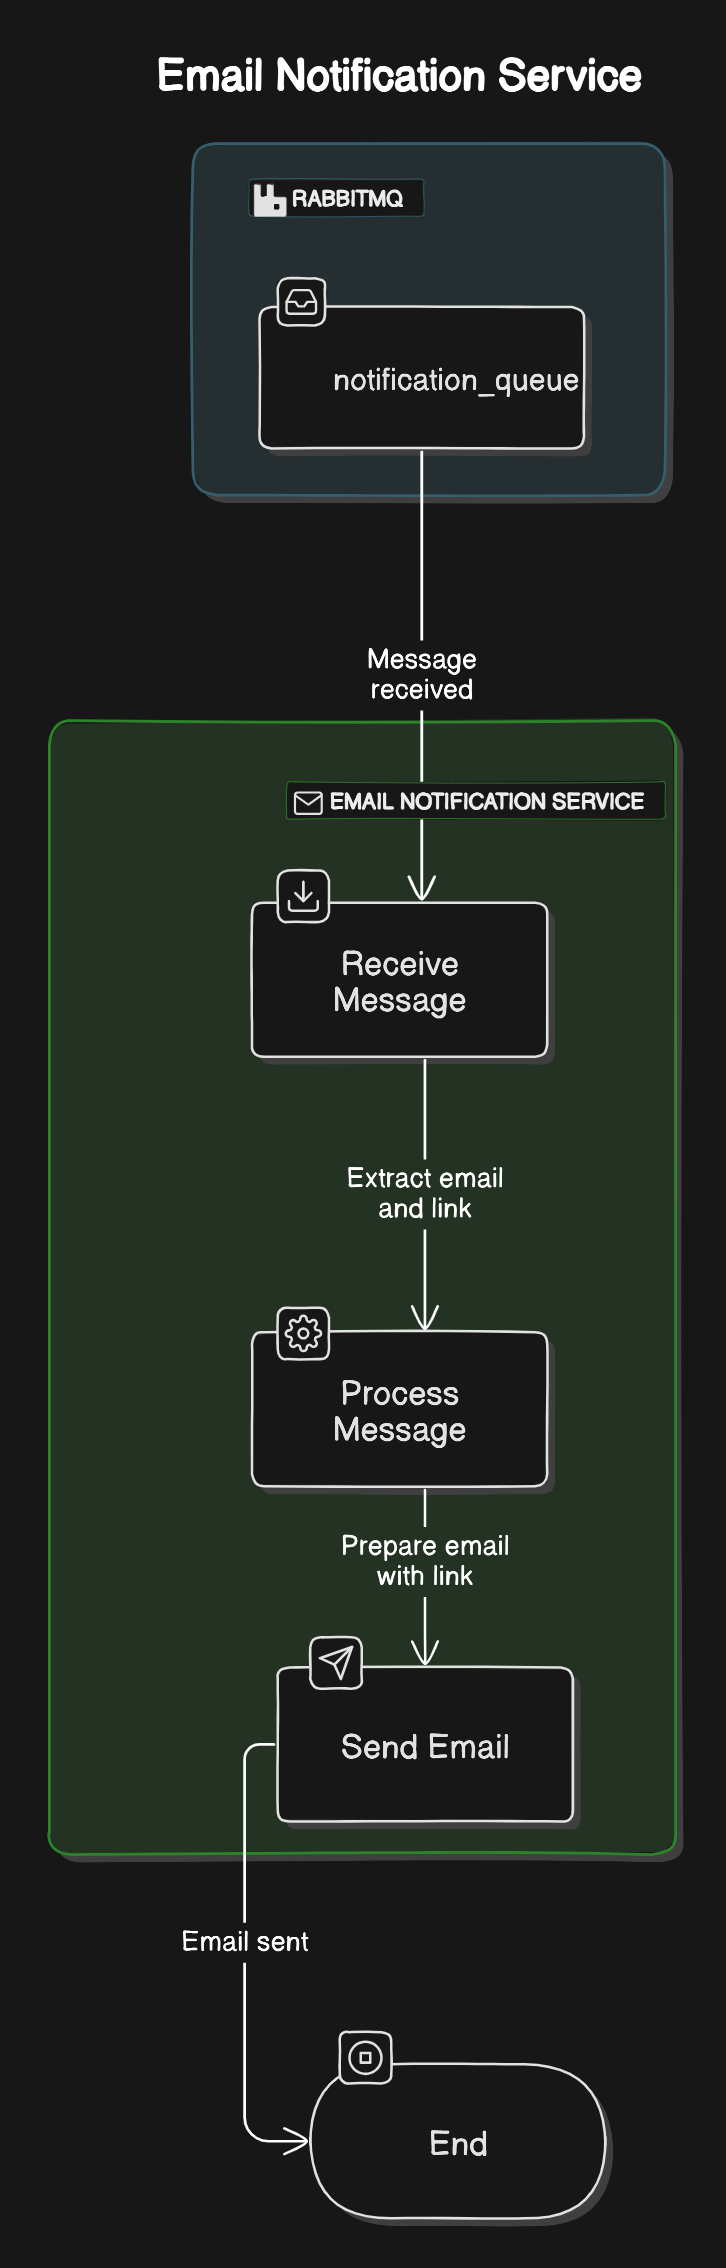 Email Notification Service
RABBITMQ
notification_queue
Message
received
EMAIL NOTIFICATION SERVICE
Receive
Message
Extract email
and link
Process
Message
Prepare email
with link
Send Email
Email sent
End